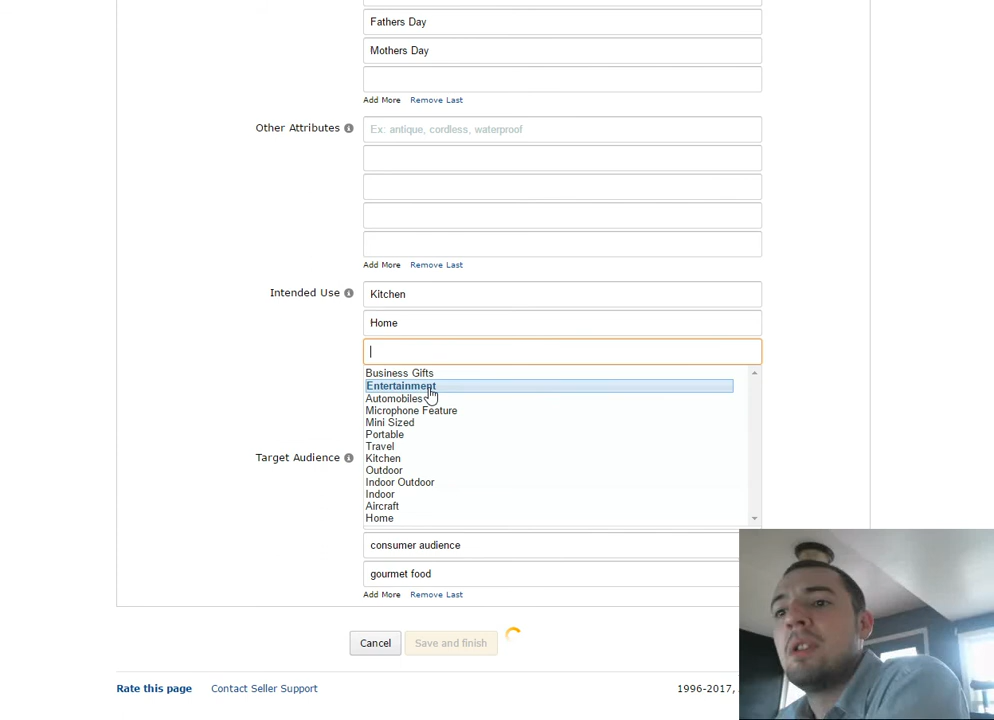 Fathers Day
Mothers Day
Add More Remove Last
Other Attributes Ex: antique, cordless, waterproof
Add More Remove Last
Intended Use Kitchen
Home
Business Gifts
Entertainment
Automobiles
Microphone Feature
Mini Sized
Portable
Travel
Target Audience Kitchen
Outdoor
Indoor Outdoor
Indoor
Aircraft
Home
consumer audience
gourmet food
Add More Remove Last
Cancel Save and finish
Rate this page Contact Seller Support 1996-2017,